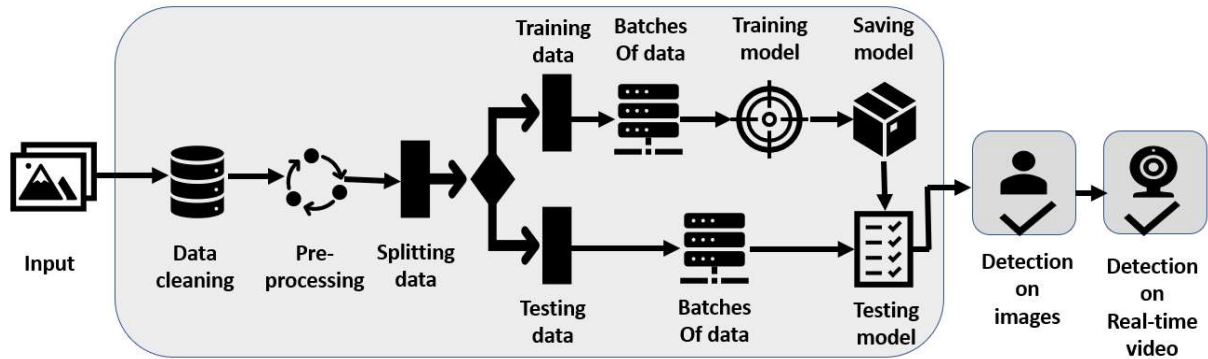 Input
Data
cleaning
Pre-
processing
Splitting
data
Training
data
Batches
Of data
Training
model
Saving
model
Testing
data
Batches
Of data
Testing
model
Detection
on
images
Detection
on
Real-time
video